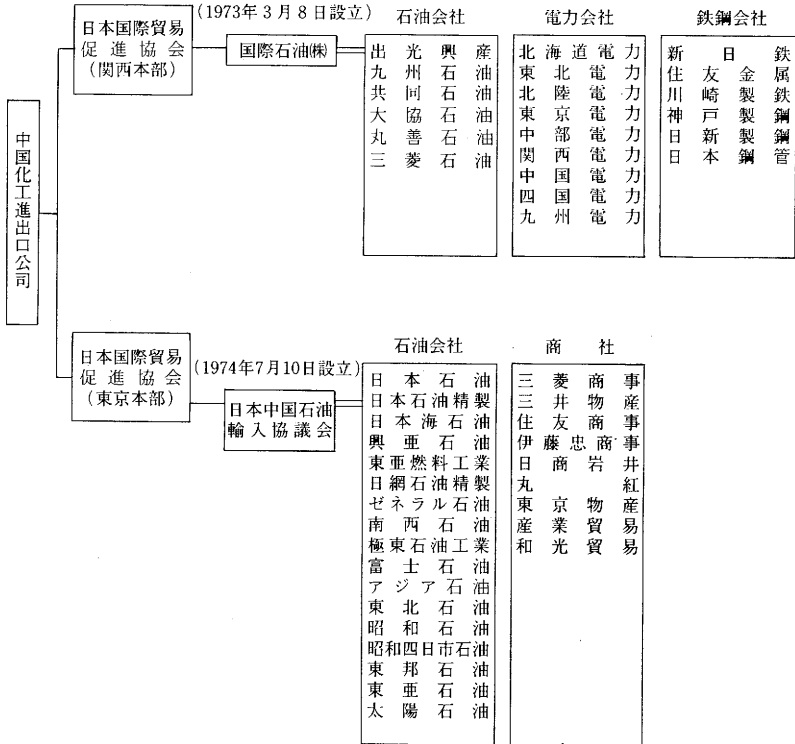 中国化工進出口公司
日本国際貿易
促進協会
(関西本部)
(1973年3月8日設立)
国際石油㈱
石油会社
出光興産
九州石油
共同石油
大協石油
丸善石油
三菱石油
電力会社
北海道電力
東北電力
北陸電力
東京電力
中部電力
関西電力
中国電力
四国電力
九州電力
鉄鋼会社
新日鉄
住友金属
川崎製鉄
神戸製鋼
日新製鋼
日本鋼管
日本国際貿易
促進協会
(東京本部)
(1974年7月10日設立)
日本中国石油
輸入協議会
石油会社
日本石油
日本石油精製
日本海石油
興亜石油
東亜燃料工業
日網石油精製
ゼネラル石油
南西石油
極東石油工業
富士石油
アジア石油
東北石油
昭和石油
昭和四日市石油
東邦石油
東亜石油
太陽石油
商社
三菱商事
三井物産
住友商事
伊藤忠商事
日商岩井
丸紅
東京物産
産業貿易
和光貿易